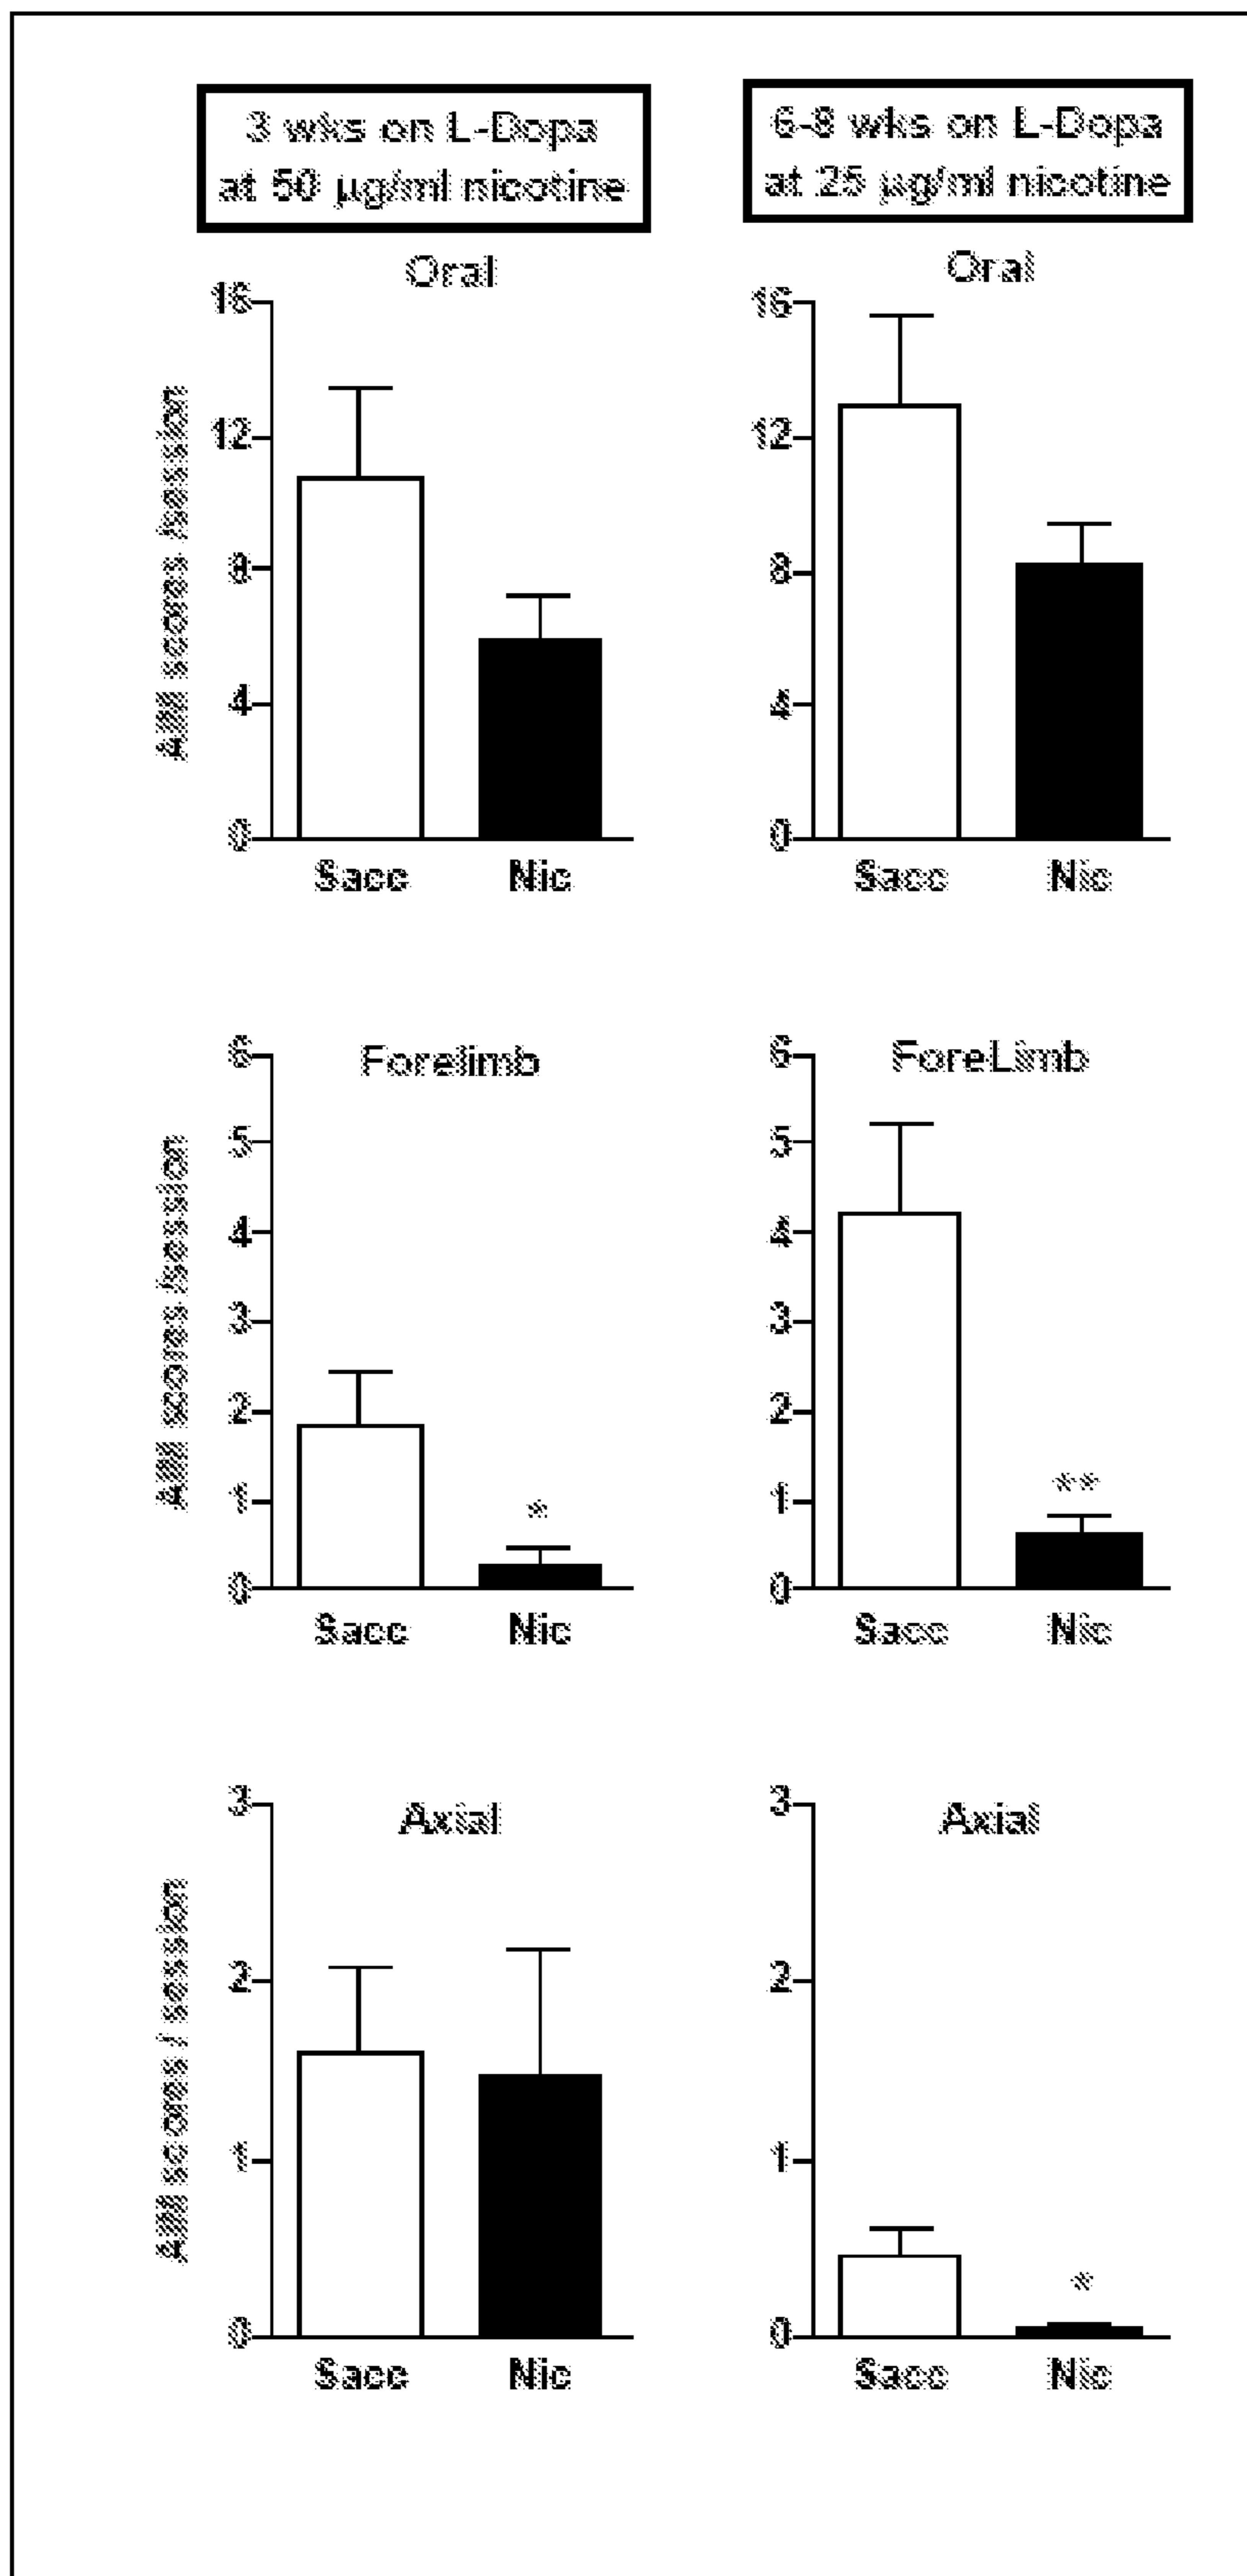 3 wks on L-Dopa
at 50 µg/ml nicotine
6-8 wks on L-Dopa
at 25 µg/ml nicotine
Oral
AIM scores /session
16
12
8
4
0
Sacc Nic
Oral
16
12
8
4
0
Sacc Nic
Forelimb
AIM scores /session
6
5
4
3
2
1
0
*
Sacc Nic
ForeLimb
6
5
4
3
2
1
0
**
Sacc Nic
Axial
AIM scores / session
3
2
1
0
Sacc Nic
Axial
3
2
1
0
*
Sacc Nic